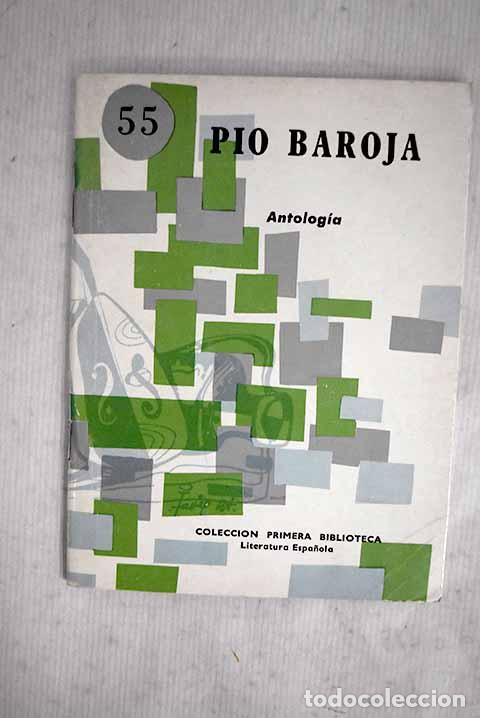 55
PIO BAROJA
Antología
COLECCION PRIMERA BIBLIOTECA
Literatura Española
todocoleccion